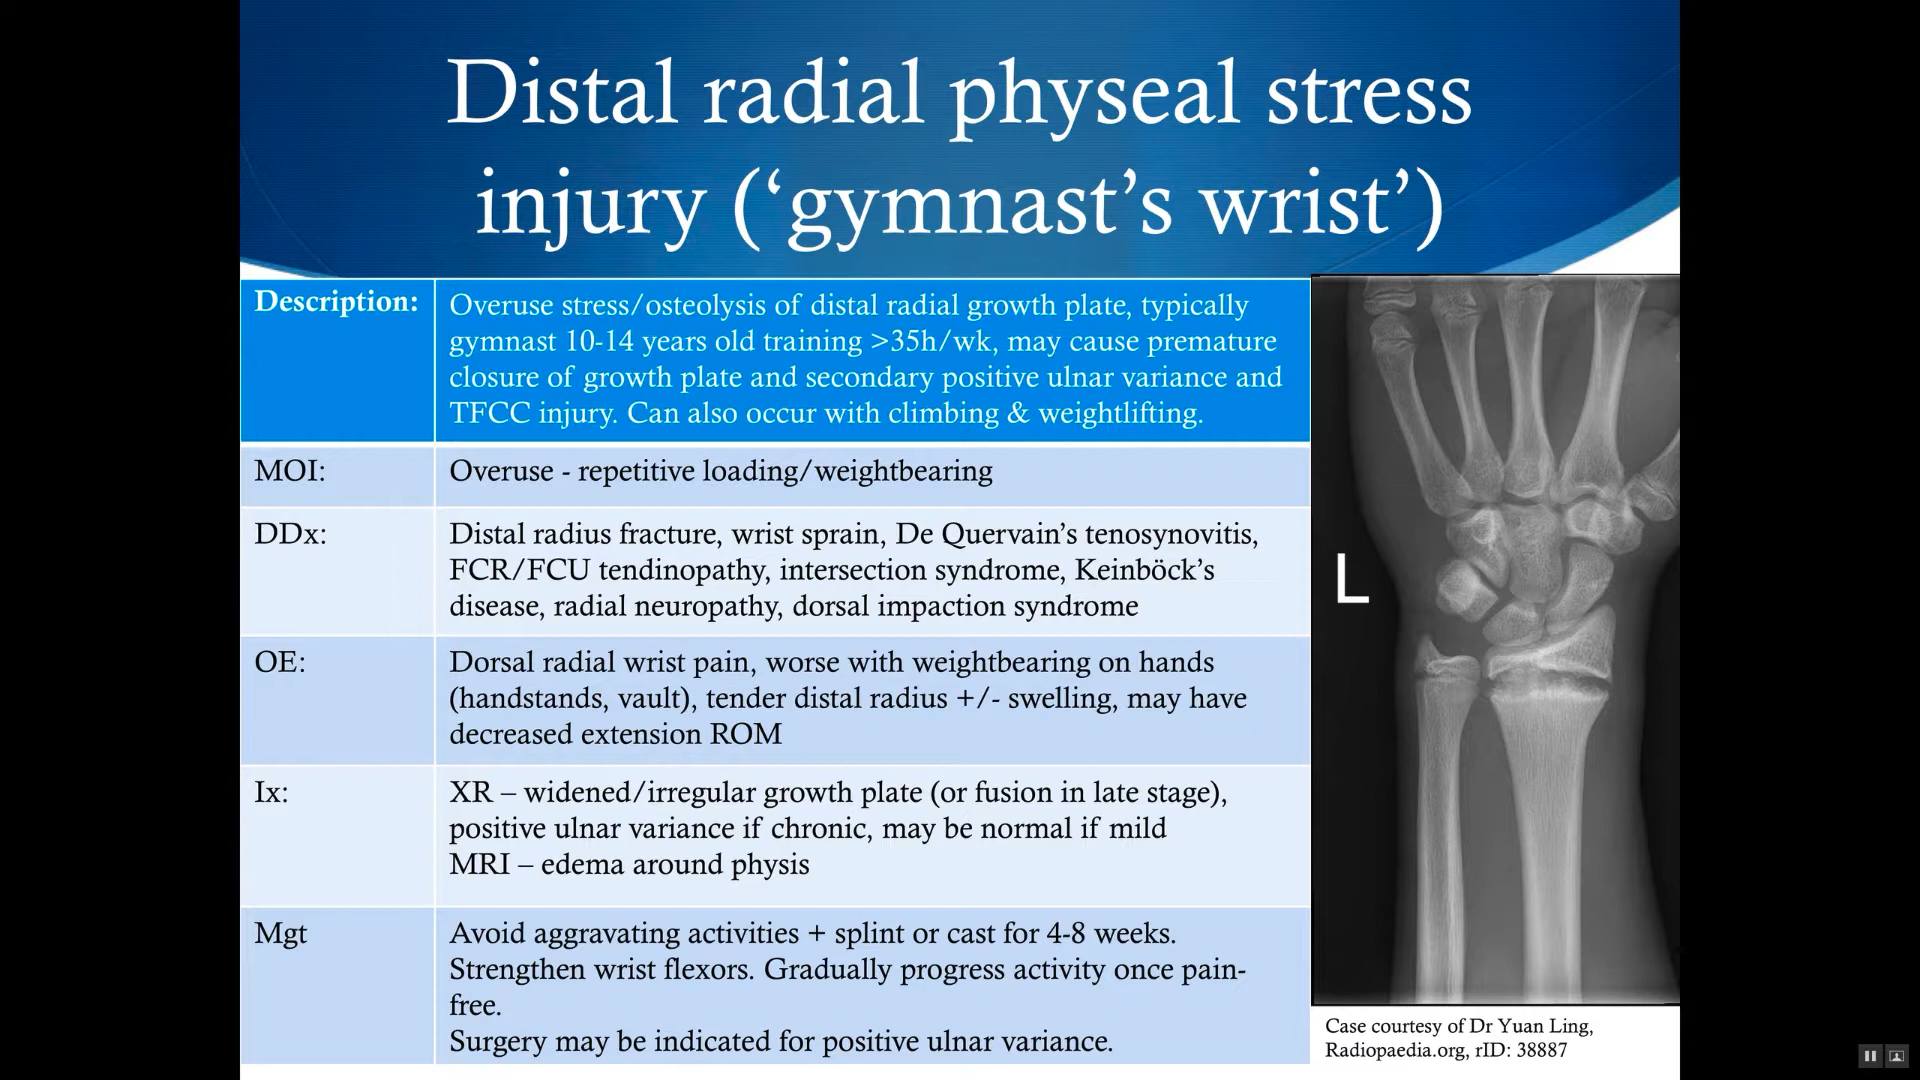 Distal radial physeal stress
injury (‘gymnast’s wrist’)
Description:
Overuse stress/osteolysis of distal radial growth plate, typically
gymnast 10-14 years old training >35h/wk, may cause premature
closure of growth plate and secondary positive ulnar variance and
TFCC injury. Can also occur with climbing & weightlifting.
MOI:
Overuse - repetitive loading/weightbearing
DDx:
Distal radius fracture, wrist sprain, De Quervain’s tenosynovitis,
FCR/FCU tendinopathy, intersection syndrome, Keinböck’s
disease, radial neuropathy, dorsal impaction syndrome
OE:
Dorsal radial wrist pain, worse with weightbearing on hands
(handstands, vault), tender distal radius +/- swelling, may have
decreased extension ROM
Ix:
XR – widened/irregular growth plate (or fusion in late stage),
positive ulnar variance if chronic, may be normal if mild
MRI – edema around physis
Mgt
Avoid aggravating activities + splint or cast for 4-8 weeks.
Strengthen wrist flexors. Gradually progress activity once pain-
free.
Surgery may be indicated for positive ulnar variance.
L
Case courtesy of Dr Yuan Ling,
Radiopaedia.org, rID: 38887